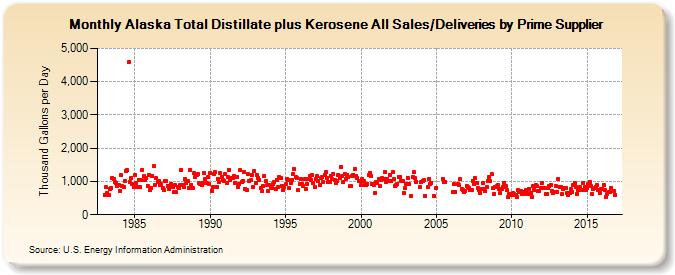 Monthly Alaska Total Distillate plus Kerosene All Sales/Deliveries by Prime Supplier
Thousand Gallons per Day
5,000
4,000
3,000
2,000
1,000
0
1985 1990 1995 2000 2005 2010 2015
Source: U.S. Energy Information Administration